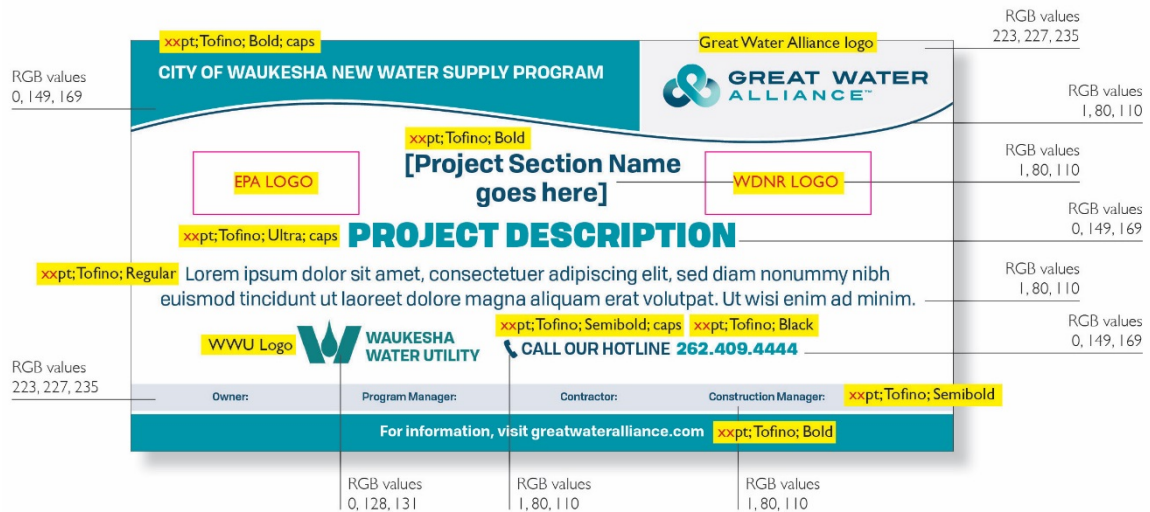 xxpt; Tofino; Bold; caps
Great Water Alliance logo
RGB values
223, 227, 235
RGB values
0, 149, 169
CITY OF WAUKESHA NEW WATER SUPPLY PROGRAM
GREAT WATER
ALLIANCE™
RGB values
1, 80, 110
xxpt; Tofino; Bold
[Project Section Name
goes here]
EPA LOGO
WDNR LOGO
RGB values
1, 80, 110
xxpt; Tofino; Ultra; caps
PROJECT DESCRIPTION
RGB values
0, 149, 169
xxpt; Tofino; Regular
Lorem ipsum dolor sit amet, consectetuer adipiscing elit, sed diam nonummy nibh
euismod tincidunt ut laoreet dolore magna aliquam erat volutpat. Ut wisi enim ad minim.
RGB values
1, 80, 110
WWU Logo
WAUKESHA
WATER UTILITY
xxpt; Tofino; Semibold; caps
xxpt; Tofino; Black
CALL OUR HOTLINE 262.409.4444
RGB values
0, 149, 169
RGB values
223, 227, 235
Owner:
Program Manager:
Contractor:
Construction Manager:
xxpt; Tofino; Semibold
For information, visit greatwateralliance.com
xxpt; Tofino; Bold
RGB values
0, 128, 131
RGB values
1, 80, 110
RGB values
1, 80, 110